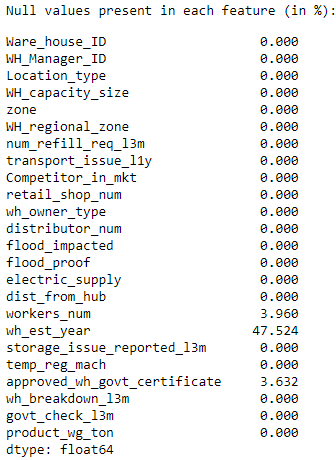 Null values present in each feature (in %):
Ware_house_ID 0.000
WH_Manager_ID 0.000
Location_type 0.000
WH_capacity_size 0.000
zone 0.000
WH_regional_zone 0.000
num_refill_req_l3m 0.000
transport_issue_l1y 0.000
Competitor_in_mkt 0.000
retail_shop_num 0.000
wh_owner_type 0.000
distributor_num 0.000
flood_impacted 0.000
flood_proof 0.000
electric_supply 0.000
dist_from_hub 0.000
workers_num 3.960
wh_est_year 47.524
storage_issue_reported_l3m 0.000
temp_reg_mach 0.000
approved_wh_govt_certificate 3.632
wh_breakdown_l3m 0.000
govt_check_l3m 0.000
product_wg_ton 0.000
dtype: float64